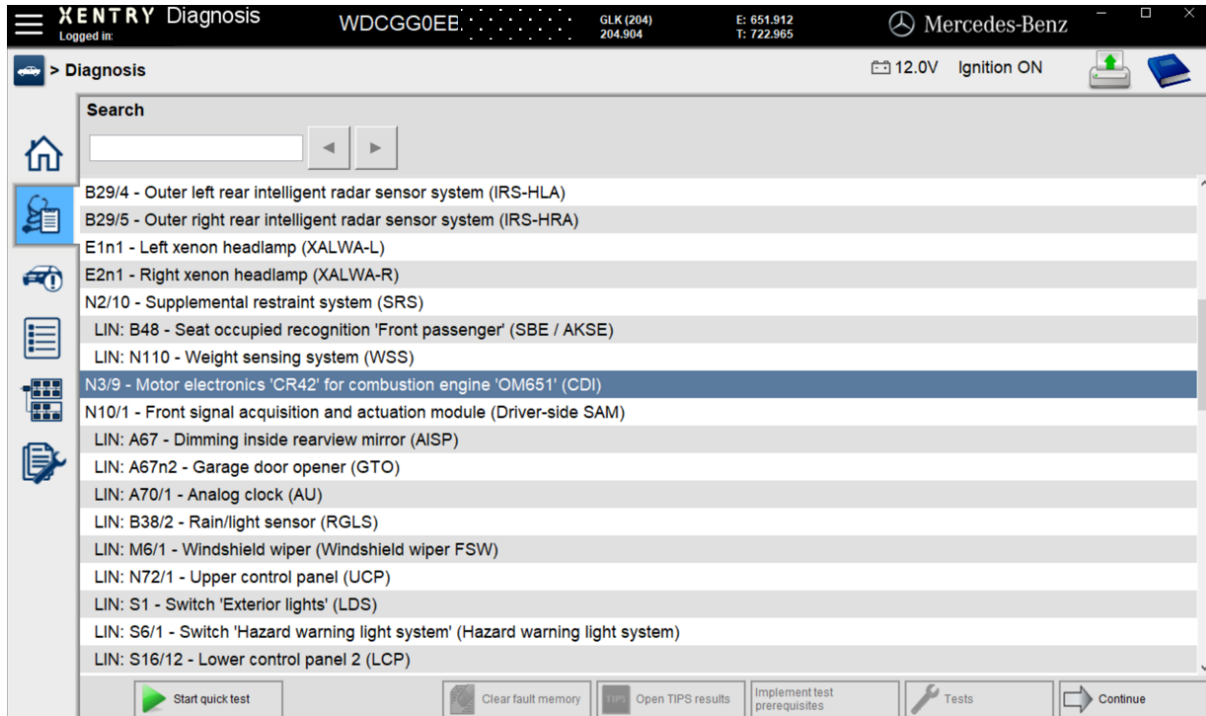 XENTRY Diagnosis
Logged in:
WDCGG0EB
GLK (204)
204.904
E: 651.912
T: 722.965
Mercedes-Benz
> Diagnosis
12.0V Ignition ON
Search
B29/4 - Outer left rear intelligent radar sensor system (IRS-HLA)
B29/5 - Outer right rear intelligent radar sensor system (IRS-HRA)
E1n1 - Left xenon headlamp (XALWA-L)
E2n1 - Right xenon headlamp (XALWA-R)
N2/10 - Supplemental restraint system (SRS)
LIN: B48 - Seat occupied recognition 'Front passenger' (SBE / AKSE)
LIN: N110 - Weight sensing system (WSS)
N3/9 - Motor electronics 'CR42' for combustion engine 'OM651' (CDI)
N10/1 - Front signal acquisition and actuation module (Driver-side SAM)
LIN: A67 - Dimming inside rearview mirror (AISP)
LIN: A67n2 - Garage door opener (GTO)
LIN: A70/1 - Analog clock (AU)
LIN: B38/2 - Rain/light sensor (RGLS)
LIN: M6/1 - Windshield wiper (Windshield wiper FSW)
LIN: N72/1 - Upper control panel (UCP)
LIN: S1 - Switch 'Exterior lights' (LDS)
LIN: S6/1 - Switch 'Hazard warning light system' (Hazard warning light system)
LIN: S16/12 - Lower control panel 2 (LCP)
Start quick test
Clear fault memory
TIPS
Open TIPS results
Implement test
prerequisites
Tests
Continue